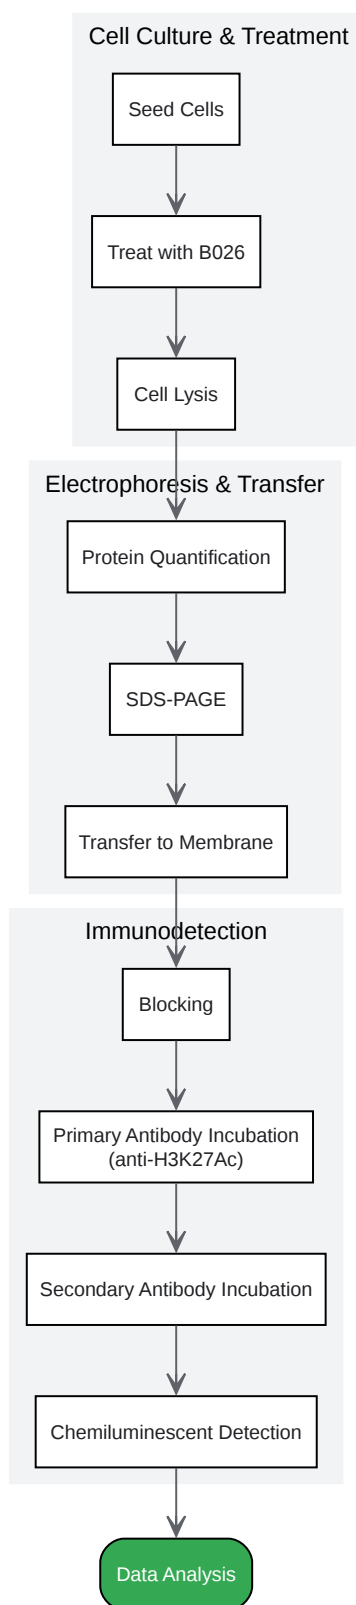 Cell Culture & Treatment
Seed Cells
Treat with B026
Cell Lysis
Electrophoresis & Transfer
Protein Quantification
SDS-PAGE
Transfer to Membrane
Immunodetection
Blocking
Primary Antibody Incubation
(anti-H3K27Ac)
Secondary Antibody Incubation
Chemiluminescent Detection
Data Analysis